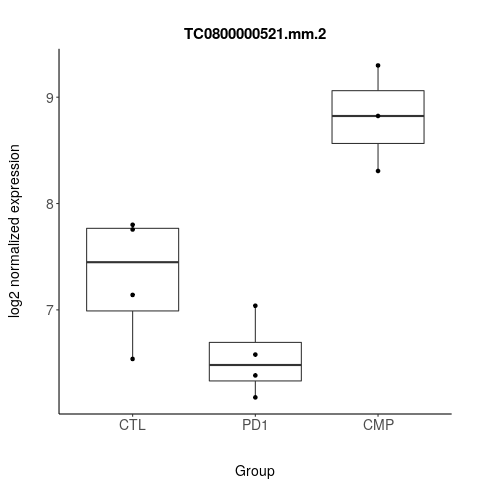 TC0800000521.mm.2
log2 normalized expression
9
8
7
CTL PD1 CMP
Group